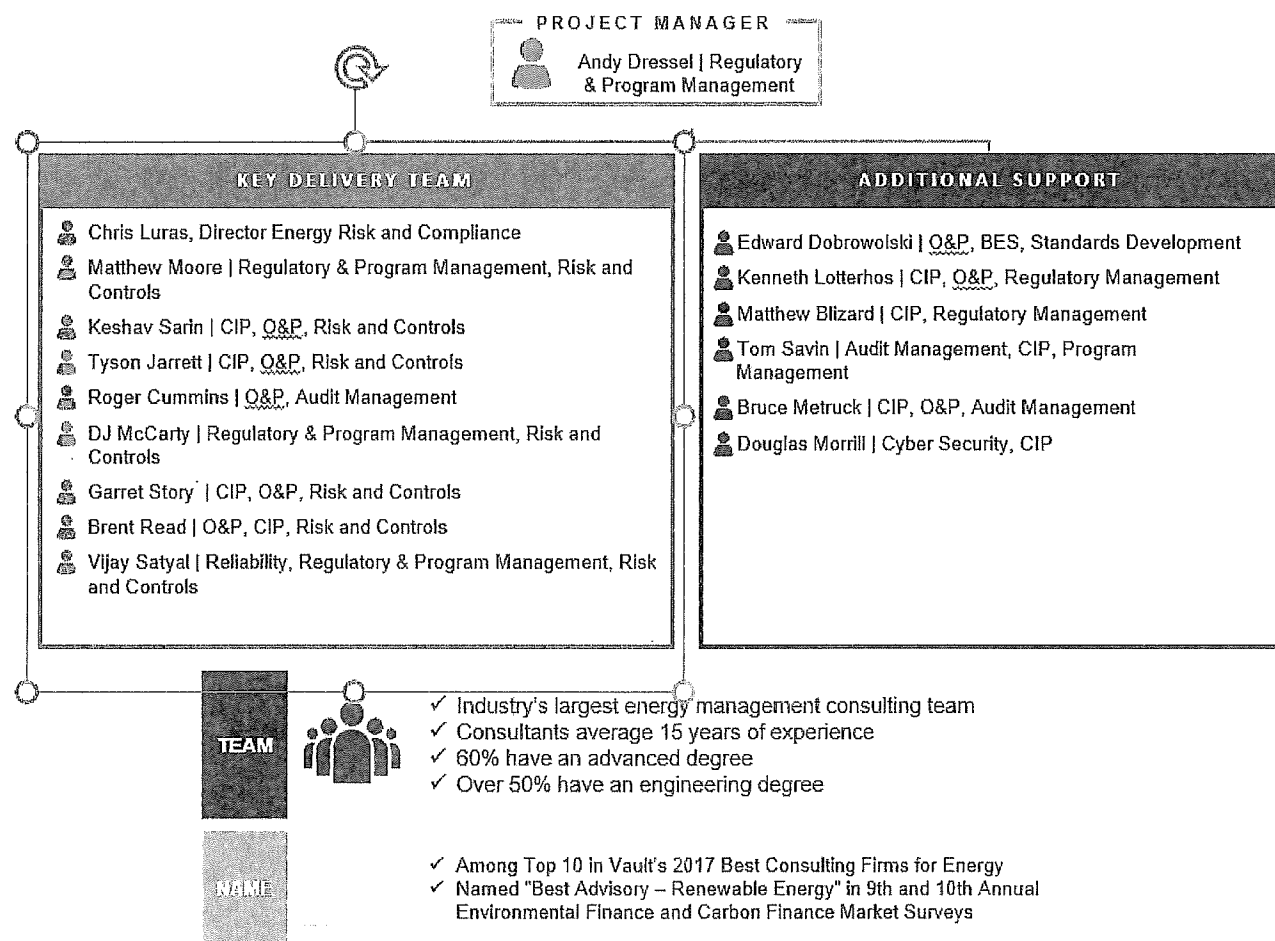 PROJECT MANAGER
Andy Dressel | Regulatory
& Program Management
KEY DELIVERY TEAM
Chris Luras, Director Energy Risk and Compliance
Matthew Moore | Regulatory & Program Management, Risk and
Controls
Keshav Sarin | CIP, O&P, Risk and Controls
Tyson Jarrett | CIP, O&P, Risk and Controls
Roger Cummins | O&P, Audit Management
DJ McCarty | Regulatory & Program Management, Risk and
Controls
Garret Story | CIP, O&P, Risk and Controls
Brent Read | O&P, CIP, Risk and Controls
Vijay Satyal | Reliability, Regulatory & Program Management, Risk
and Controls
ADDITIONAL SUPPORT
Edward Dobrowolski | O&P, BES, Standards Development
Kenneth Lotterhos | CIP, O&P, Regulatory Management
Matthew Blizard | CIP, Regulatory Management
Tom Savin | Audit Management, CIP, Program
Management
Bruce Metruck | CIP, O&P, Audit Management
Douglas Morrill | Cyber Security, CIP
TEAM
✓ Industry's largest energy management consulting team
✓ Consultants average 15 years of experience
✓ 60% have an advanced degree
✓ Over 50% have an engineering degree
NAME
✓ Among Top 10 in Vault's 2017 Best Consulting Firms for Energy
✓ Named "Best Advisory – Renewable Energy" in 9th and 10th Annual
Environmental Finance and Carbon Finance Market Surveys